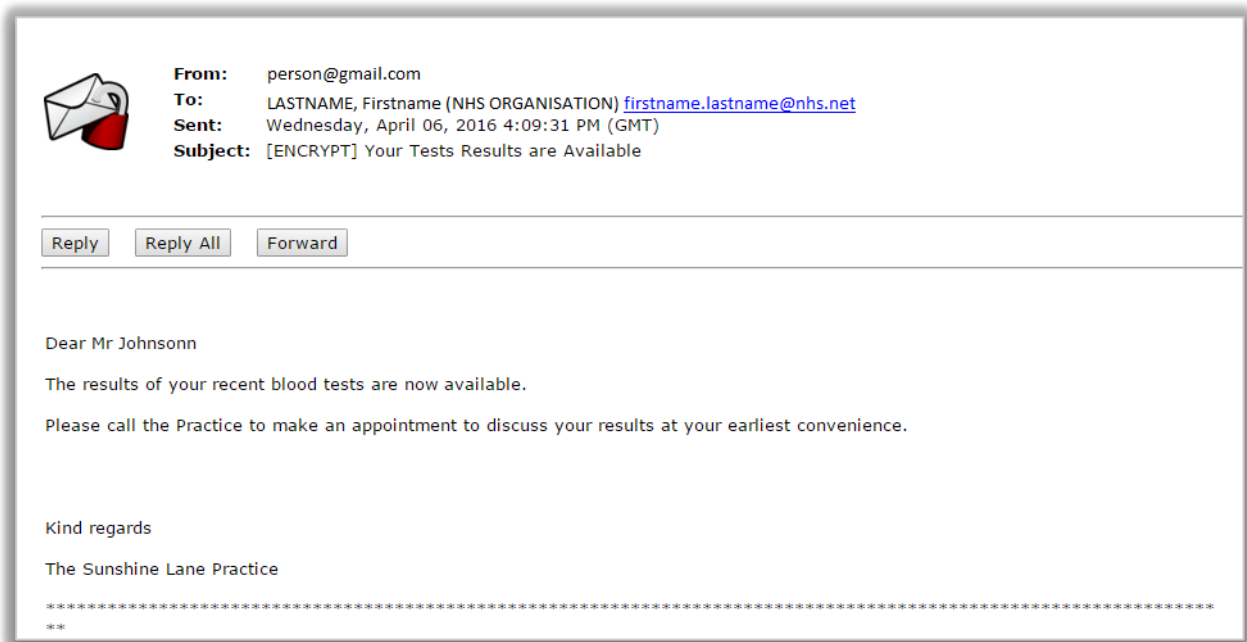 From: person@gmail.com
To: LASTNAME, Firstname (NHS ORGANISATION) firstname.lastname@nhs.net
Sent: Wednesday, April 06, 2016 4:09:31 PM (GMT)
Subject: [ENCRYPT] Your Tests Results are Available
Reply Reply All Forward
Dear Mr Johnsonn
The results of your recent blood tests are now available.
Please call the Practice to make an appointment to discuss your results at your earliest convenience.
Kind regards
The Sunshine Lane Practice
********************************************************************************************************************
**